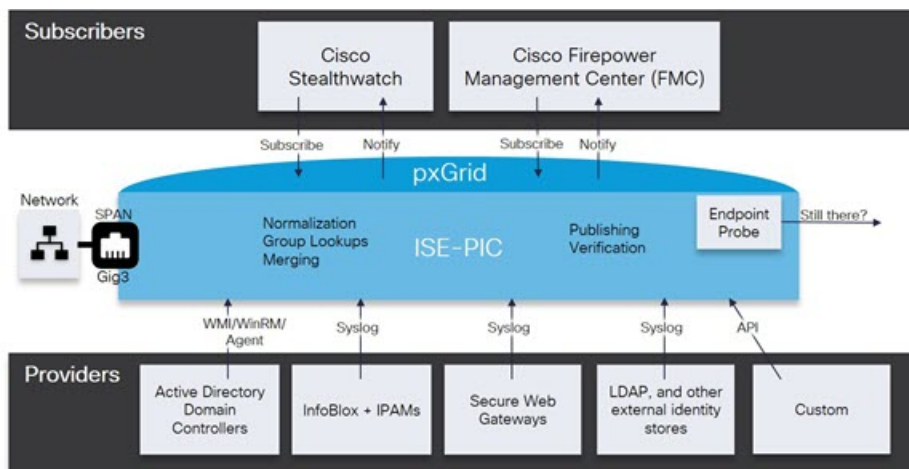 Subscribers
Cisco
Stealthwatch
Cisco Firepower
Management Center (FMC)
Subscribe
Notify
Subscribe
Notify
pxGrid
Network
SPAN
Gig3
Normalization
Group Lookups
Merging
ISE-PIC
Publishing
Verification
Endpoint
Probe
Still there?
WMI/WinRM/
Agent
Syslog
Syslog
Syslog
API
Providers
Active Directory
Domain
Controllers
InfoBlox + IPAMs
Secure Web
Gateways
LDAP, and other
external identity
stores
Custom